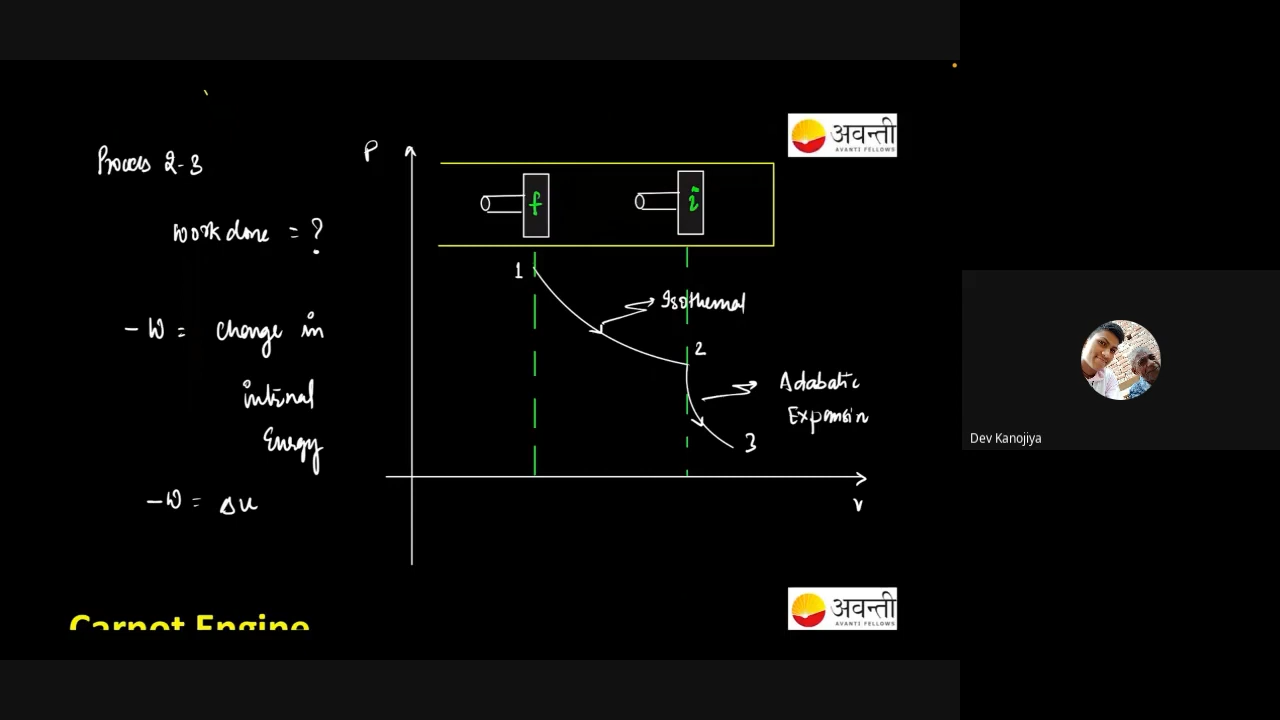 अवन्ती
AVANTI FELLOWS
P
Process 2-3
f
i
work done = ?
1
Isothermal
- W = change in
2
internal
Adabatic
Expansion
Energy
3
- W = Δu
v
Dev Kanojiya
अवन्ती
AVANTI FELLOWS
Carnot Engine